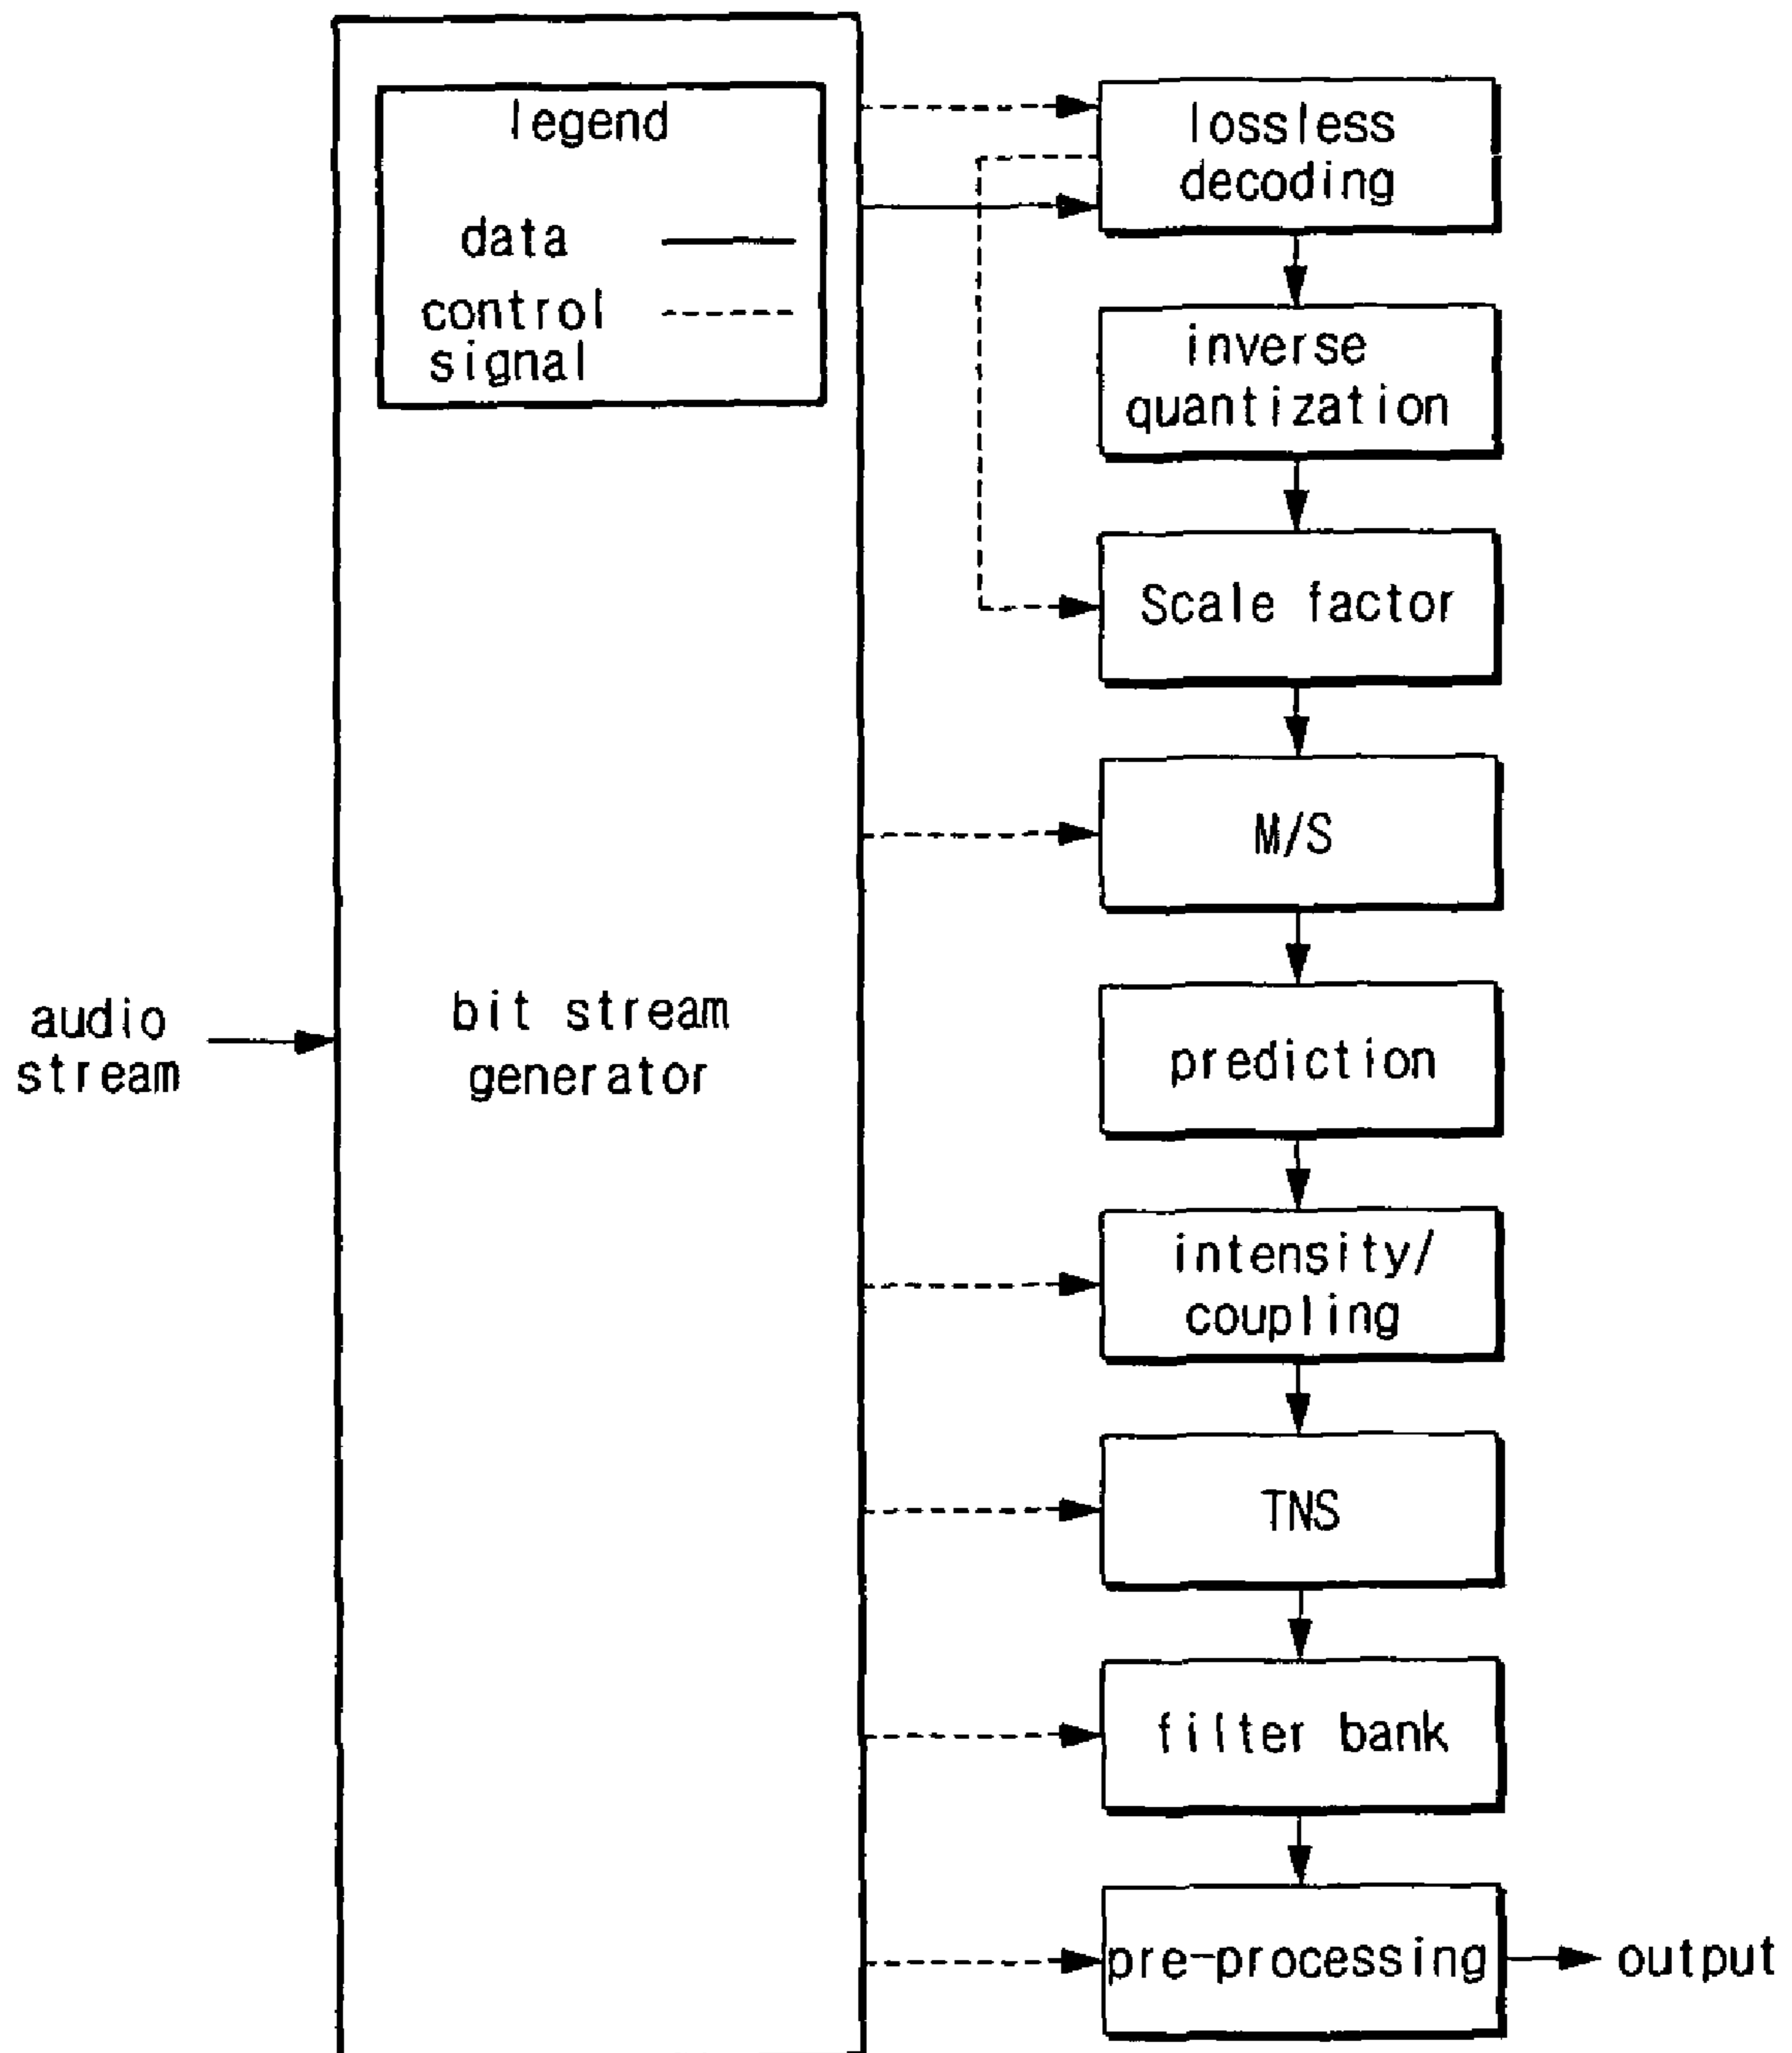 legend
data
control
signal
audio
stream
bit stream
generator
lossless
decoding
inverse
quantization
Scale factor
M/S
prediction
intensity/
coupling
TNS
filter bank
pre-processing
output